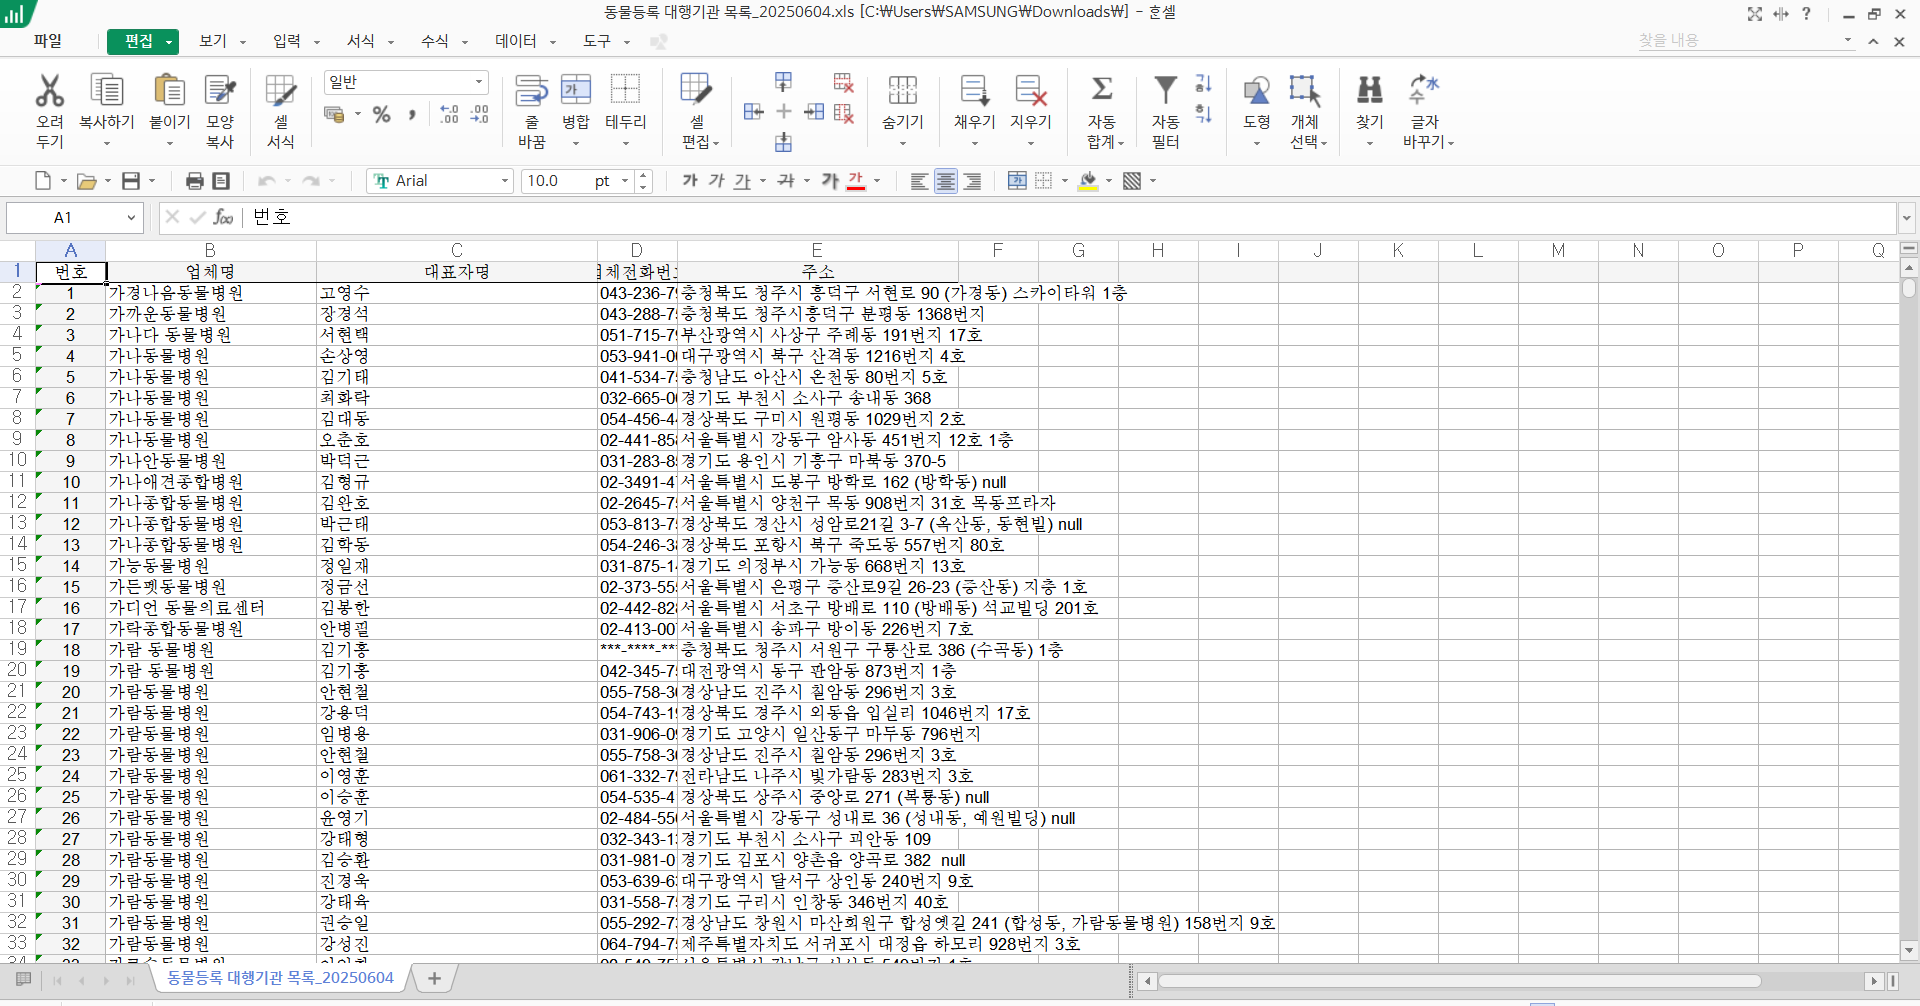 동물등록 대행기관 목록_20250604.xls [C:₩Users₩SAMSUNG₩Downloads₩] - 한셀
파일 편집 보기 입력 서식 수식 데이터 도구 찾을 내용
오려 두기 복사하기 붙이기 모양 복사 셀 서식 일반 줄 바꿈 병합 테두리 셀 편집 숨기기 채우기 지우기 자동 합계 자동 필터 도형 개체 선택 찾기 글자 바꾸기
Arial 10.0 pt 가 가 가 가 가 가
A1 번호
A B C D E F G H I J K L M N O P Q
1 번호 업체명 대표자명 업체전화번호 주소
2 1 가경나음동물병원 고영수 043-236-79 충청북도 청주시 흥덕구 서현로 90 (가경동) 스카이타워 1층
3 2 가까운동물병원 장경석 043-288-75 충청북도 청주시흥덕구 분평동 1368번지
4 3 가나다 동물병원 서현택 051-715-79 부산광역시 사상구 주례동 191번지 17호
5 4 가나동물병원 손상영 053-941-00 대구광역시 북구 산격동 1216번지 4호
6 5 가나동물병원 김기태 041-534-75 충청남도 아산시 온천동 80번지 5호
7 6 가나동물병원 최화락 032-665-00 경기도 부천시 소사구 송내동 368
8 7 가나동물병원 김대동 054-456-44 경상북도 구미시 원평동 1029번지 2호
9 8 가나동물병원 오춘호 02-441-858 서울특별시 강동구 암사동 451번지 12호 1층
10 9 가나안동물병원 박덕근 031-283-85 경기도 용인시 기흥구 마북동 370-5
11 10 가나애견종합병원 김형규 02-3491-47 서울특별시 도봉구 방학로 162 (방학동) null
12 11 가나종합동물병원 김완호 02-2645-75 서울특별시 양천구 목동 908번지 31호 목동프라자
13 12 가나종합동물병원 박근태 053-813-75 경상북도 경산시 성암로21길 3-7 (옥산동, 동현빌) null
14 13 가나종합동물병원 김학동 054-246-38 경상북도 포항시 북구 죽도동 557번지 80호
15 14 가능동물병원 정일재 031-875-14 경기도 의정부시 가능동 668번지 13호
16 15 가든펫동물병원 정금선 02-373-555 서울특별시 은평구 증산로9길 26-23 (증산동) 지층 1호
17 16 가디언 동물의료센터 김봉한 02-442-828 서울특별시 서초구 방배로 110 (방배동) 석교빌딩 201호
18 17 가락종합동물병원 안병필 02-413-007 서울특별시 송파구 방이동 226번지 7호
19 18 가람 동물병원 김기홍 ***-****-*** 충청북도 청주시 서원구 구룡산로 386 (수곡동) 1층
20 19 가람 동물병원 김기홍 042-345-75 대전광역시 동구 판암동 873번지 1층
21 20 가람동물병원 안현철 055-758-30 경상남도 진주시 칠암동 296번지 3호
22 21 가람동물병원 강용덕 054-743-19 경상북도 경주시 외동읍 입실리 1046번지 17호
23 22 가람동물병원 임병용 031-906-09 경기도 고양시 일산동구 마두동 796번지
24 23 가람동물병원 안현철 055-758-30 경상남도 진주시 칠암동 296번지 3호
25 24 가람동물병원 이영훈 061-332-79 전라남도 나주시 빛가람동 283번지 3호
26 25 가람동물병원 이승훈 054-535-4 경상북도 상주시 중앙로 271 (복룡동) null
27 26 가람동물병원 윤영기 02-484-550 서울특별시 강동구 성내로 36 (성내동, 예원빌딩) null
28 27 가람동물병원 강태형 032-343-13 경기도 부천시 소사구 괴안동 109
29 28 가람동물병원 김승환 031-981-0 경기도 김포시 양촌읍 양곡로 382 null
30 29 가람동물병원 진경욱 053-639-63 대구광역시 달서구 상인동 240번지 9호
31 30 가람동물병원 강태욱 031-558-75 경기도 구리시 인창동 346번지 40호
32 31 가람동물병원 권승일 055-292-73 경상남도 창원시 마산회원구 합성옛길 241 (합성동, 가람동물병원) 158번지 9호
33 32 가람동물병원 강성진 064-794-75 제주특별자치도 서귀포시 대정읍 하모리 928번지 3호
동물등록 대행기관 목록_20250604